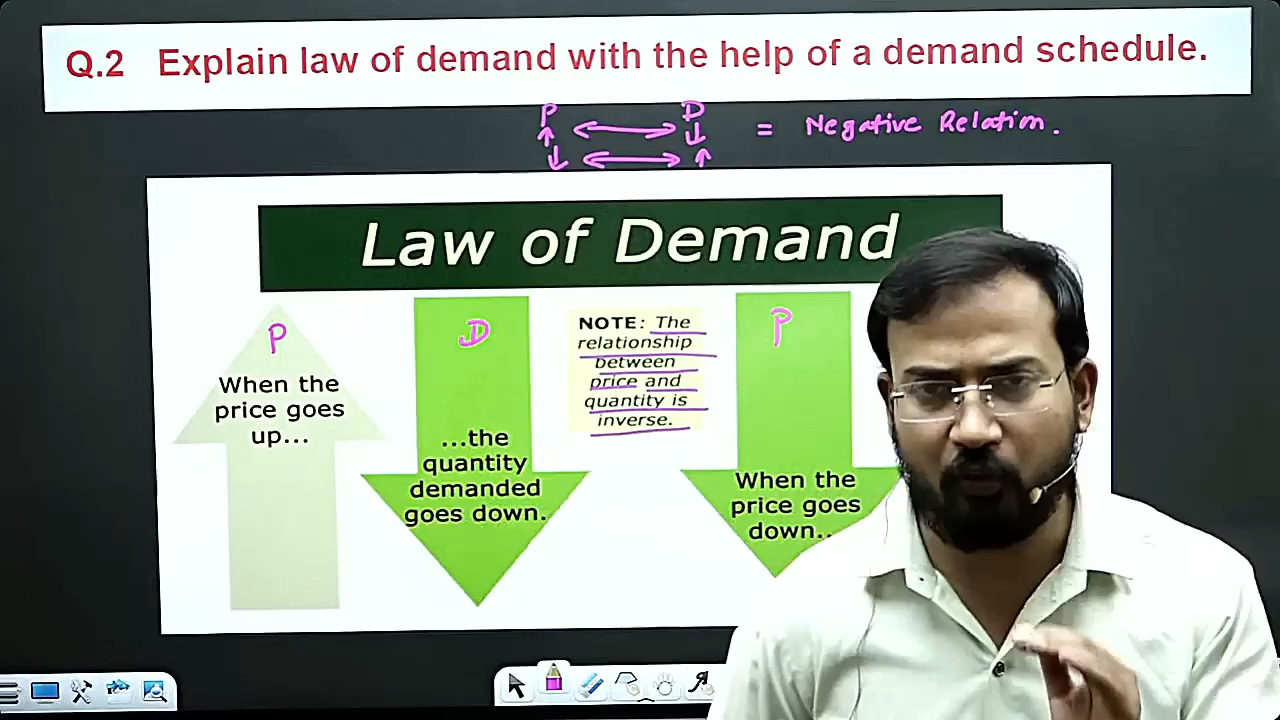 Q.2 Explain law of demand with the help of a demand schedule.
P D
↑ ↔ ↓ = Negative Relation.
↓ ↔ ↑
Law of Demand
P
When the
price goes
up...
D
...the
quantity
demanded
goes down.
NOTE: The
relationship
between
price and
quantity is
inverse.
P
When the
price goes
down..